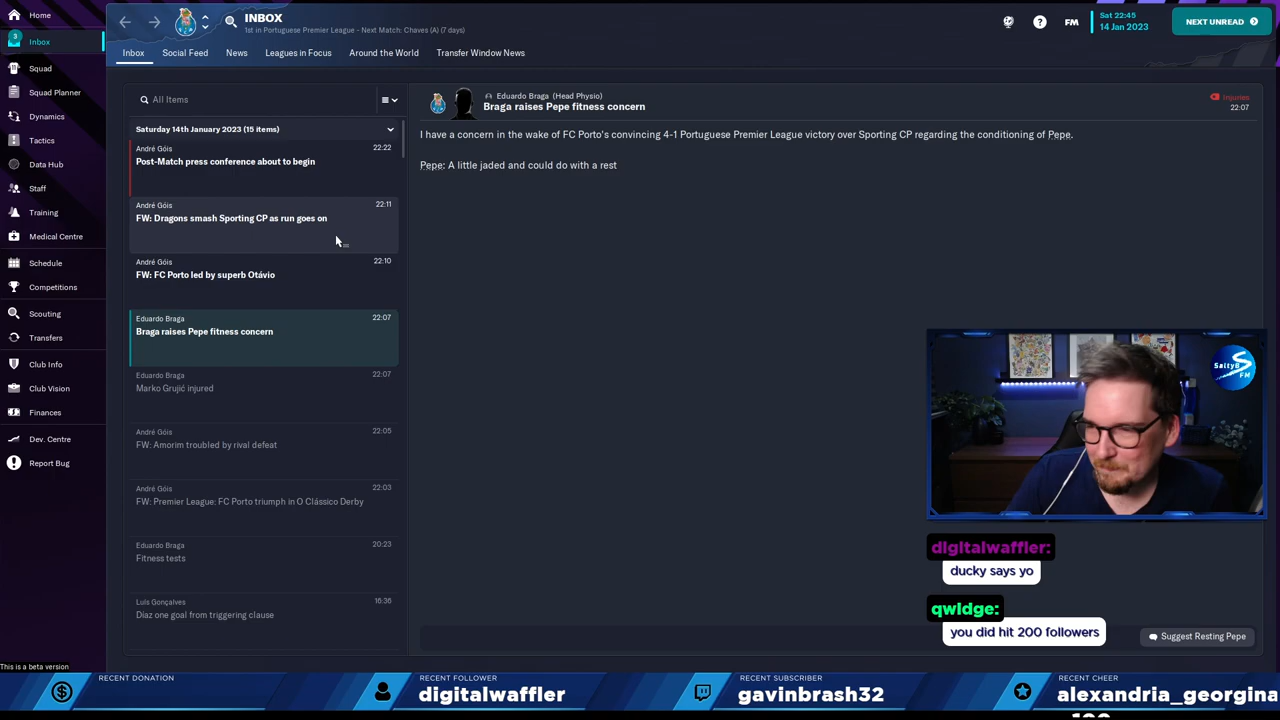 Home
3
Inbox
Squad
Squad Planner
Dynamics
Tactics
Data Hub
Staff
Training
Medical Centre
Schedule
Competitions
Scouting
Transfers
Club Info
Club Vision
Finances
Dev. Centre
Report Bug
This is a beta version
INBOX
1st in Portuguese Premier League - Next Match: Chaves (A) (7 days)
FM
Sat 22:45
14 Jan 2023
NEXT UNREAD
Inbox
Social Feed
News
Leagues in Focus
Around the World
Transfer Window News
All Items
Saturday 14th January 2023 (15 items)
André Góis 22:22
Post-Match press conference about to begin
André Góis 22:11
FW: Dragons smash Sporting CP as run goes on
André Góis 22:10
FW: FC Porto led by superb Otávio
Eduardo Braga 22:07
Braga raises Pepe fitness concern
Eduardo Braga 22:07
Marko Grujić injured
André Góis 22:05
FW: Amorim troubled by rival defeat
André Góis 22:03
FW: Premier League: FC Porto triumph in O Clássico Derby
Eduardo Braga 20:23
Fitness tests
Luís Gonçalves 16:36
Díaz one goal from triggering clause
Eduardo Braga (Head Physio)
Braga raises Pepe fitness concern
Injuries
22:07
I have a concern in the wake of FC Porto's convincing 4-1 Portuguese Premier League victory over Sporting CP regarding the conditioning of Pepe.
Pepe: A little jaded and could do with a rest
SaltyB
FM
digitalwaffler:
ducky says yo
qwidge:
you did hit 200 followers
Suggest Resting Pepe
RECENT DONATION
RECENT FOLLOWER
digitalwaffler
RECENT SUBSCRIBER
gavinbrash32
RECENT CHEER
alexandria_georgina